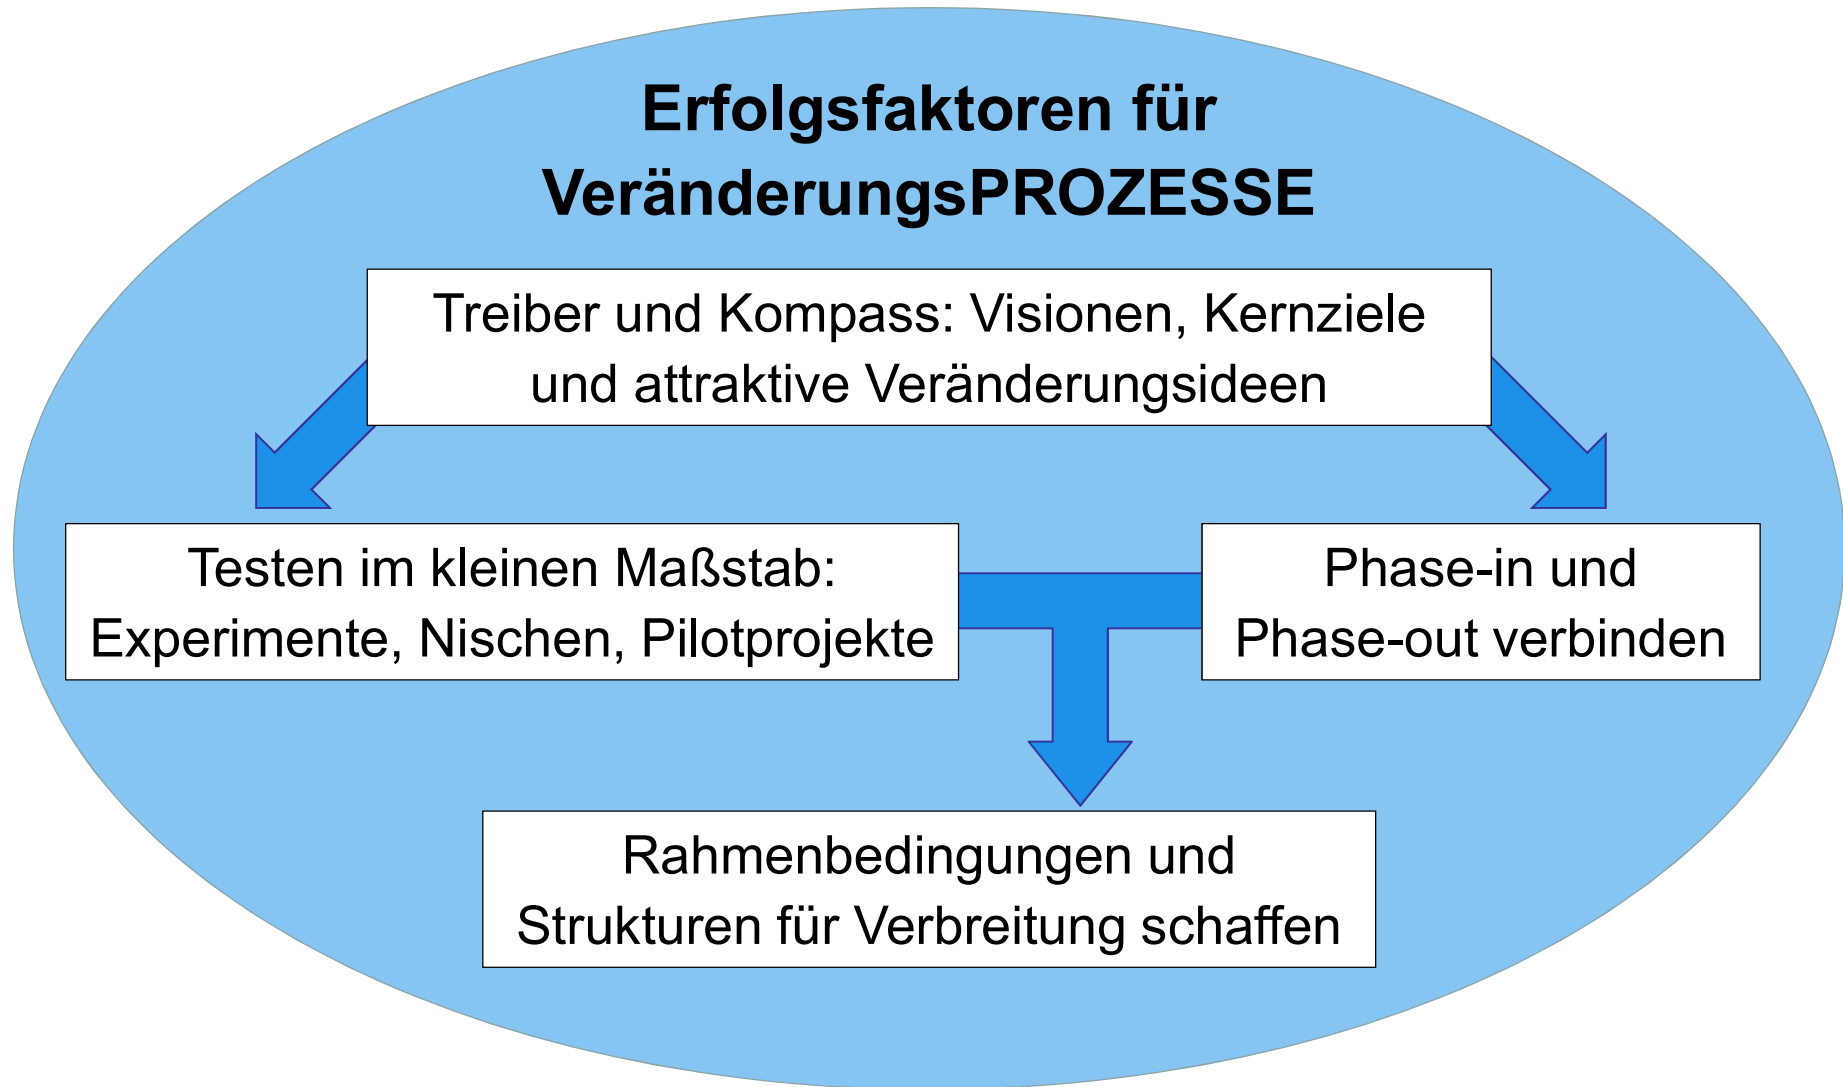 Erfolgsfaktoren für
VeränderungsPROZESSE
Treiber und Kompass: Visionen, Kernziele
und attraktive Veränderungsideen
Testen im kleinen Maßstab:
Experimente, Nischen, Pilotprojekte
Phase-in und
Phase-out verbinden
Rahmenbedingungen und
Strukturen für Verbreitung schaffen